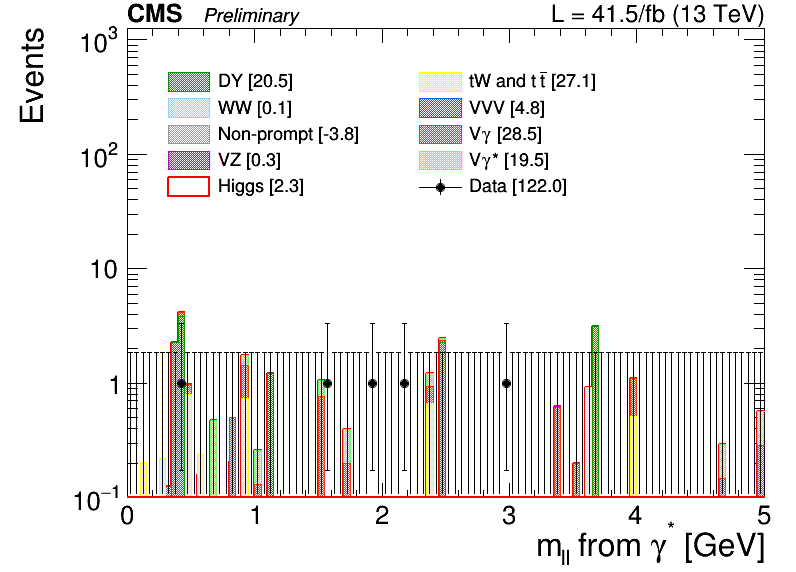 CMS Preliminary L = 41.5/fb (13 TeV)
Events
10³
10²
10
1
10⁻¹
DY [20.5]
WW [0.1]
Non-prompt [-3.8]
VZ [0.3]
Higgs [2.3]
tW and tt̅ [27.1]
VVV [4.8]
Vγ [28.5]
Vγ* [19.5]
Data [122.0]
0 1 2 3 4 5
m_ll from γ* [GeV]